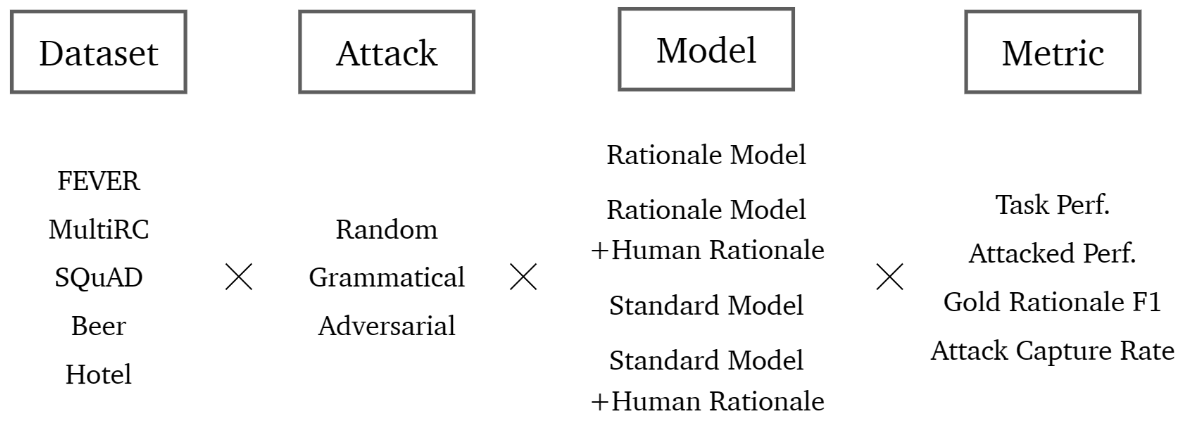 Dataset
FEVER
MultiRC
SQuAD
Beer
Hotel
×
Attack
Random
Grammatical
Adversarial
×
Model
Rationale Model
Rationale Model
+Human Rationale
Standard Model
Standard Model
+Human Rationale
×
Metric
Task Perf.
Attacked Perf.
Gold Rationale F1
Attack Capture Rate